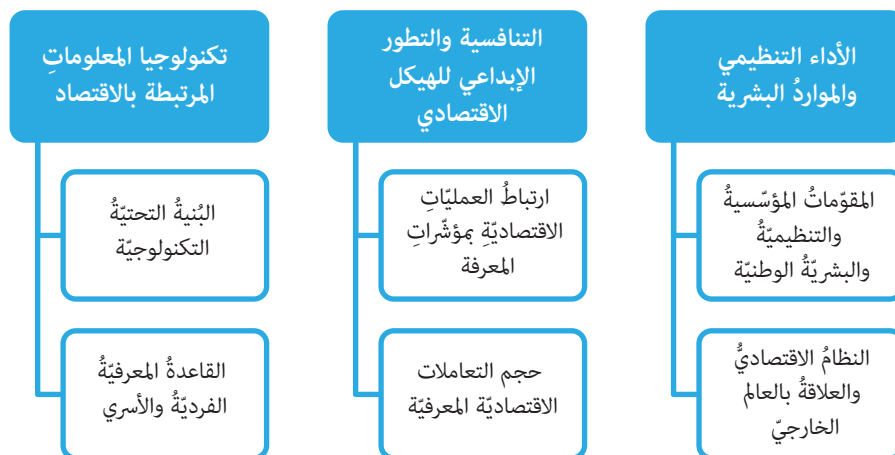 الأداء التنظيمي
والمواردُ البشرية
المقوّماتُ المؤسّسيةُ
والتنظيميّةُ
والبشريّةُ الوطنيّة
النظامُ الاقتصاديُّ
والعلاقةُ بالعالم
الخارجيّ
التنافسية والتطور
الإبداعي للهيكل
الاقتصادي
ارتباطُ العمليّاتِ
الاقتصاديّةِ بمؤشّراتِ
المعرفة
حجم التعاملات
الاقتصاديّة المعرفيّة
تكنولوجيا المعلوماتِ
المرتبطة بالاقتصاد
البُنيةُ التحتيّةُ
التكنولوجيّة
القاعدةُ المعرفيّةُ
الفرديّةُ والأسري